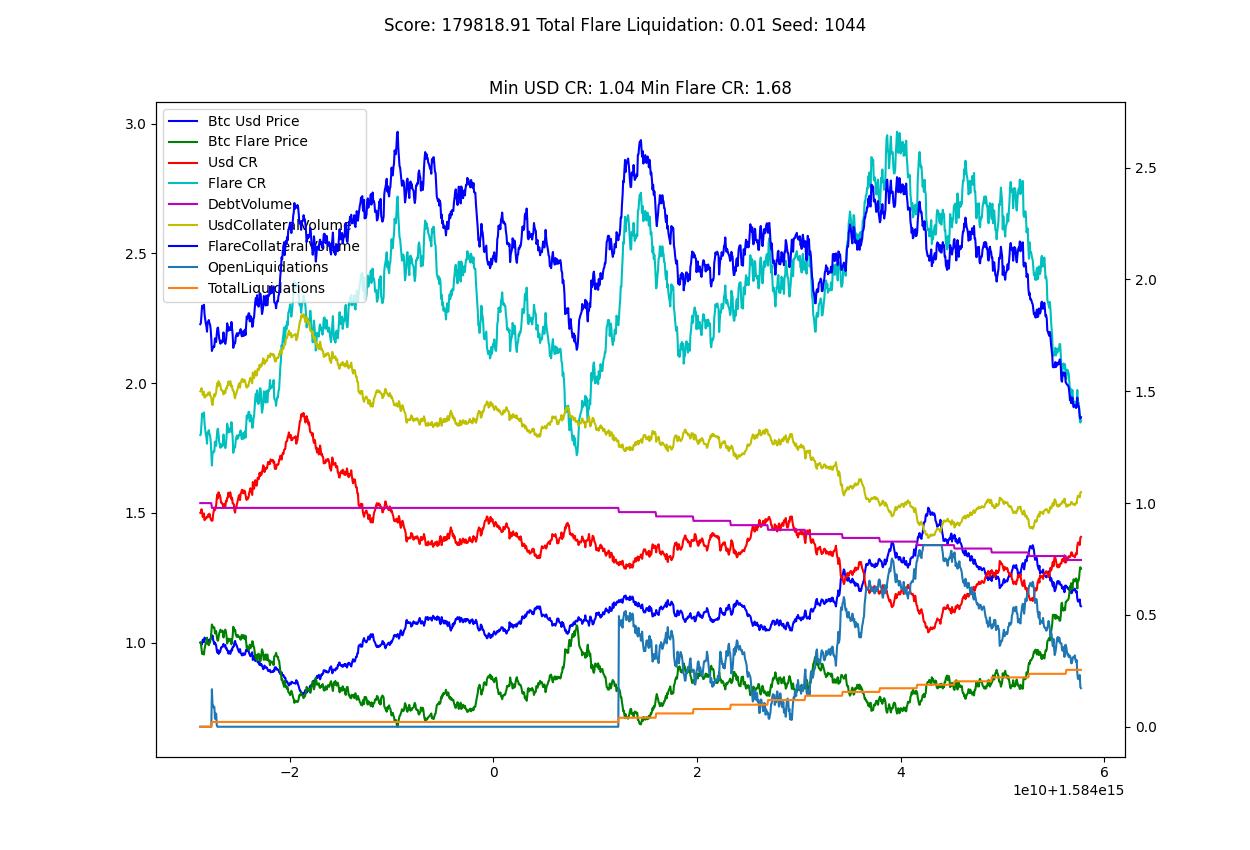 Score: 179818.91 Total Flare Liquidation: 0.01 Seed: 1044
Min USD CR: 1.04 Min Flare CR: 1.68
Btc Usd Price
Btc Flare Price
Usd CR
Flare CR
DebtVolume
UsdCollateralVolume
FlareCollateralVolume
OpenLiquidations
TotalLiquidations
3.0
2.5
2.0
1.5
1.0
2.5
2.0
1.5
1.0
0.5
0.0
−2
0
2
4
6
1e10+1.584e15